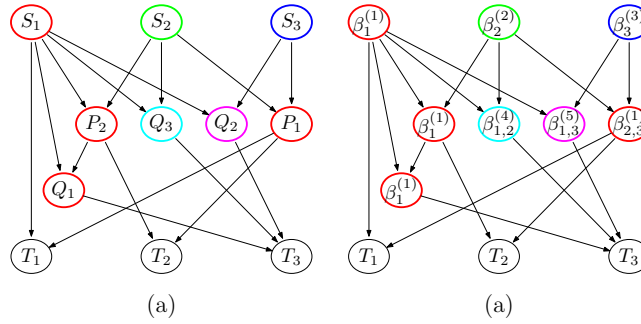 S₁ S₂ S₃ β₁⁽¹⁾ β₂⁽²⁾ β₃⁽³⁾
P₂ Q₃ Q₂ P₁ β₁⁽¹⁾ β₁,₂⁽⁴⁾ β₁,₃⁽⁵⁾ β₂,₃⁽¹⁾
Q₁ β₁⁽¹⁾
T₁ T₂ T₃ T₁ T₂ T₃
(a) (a)